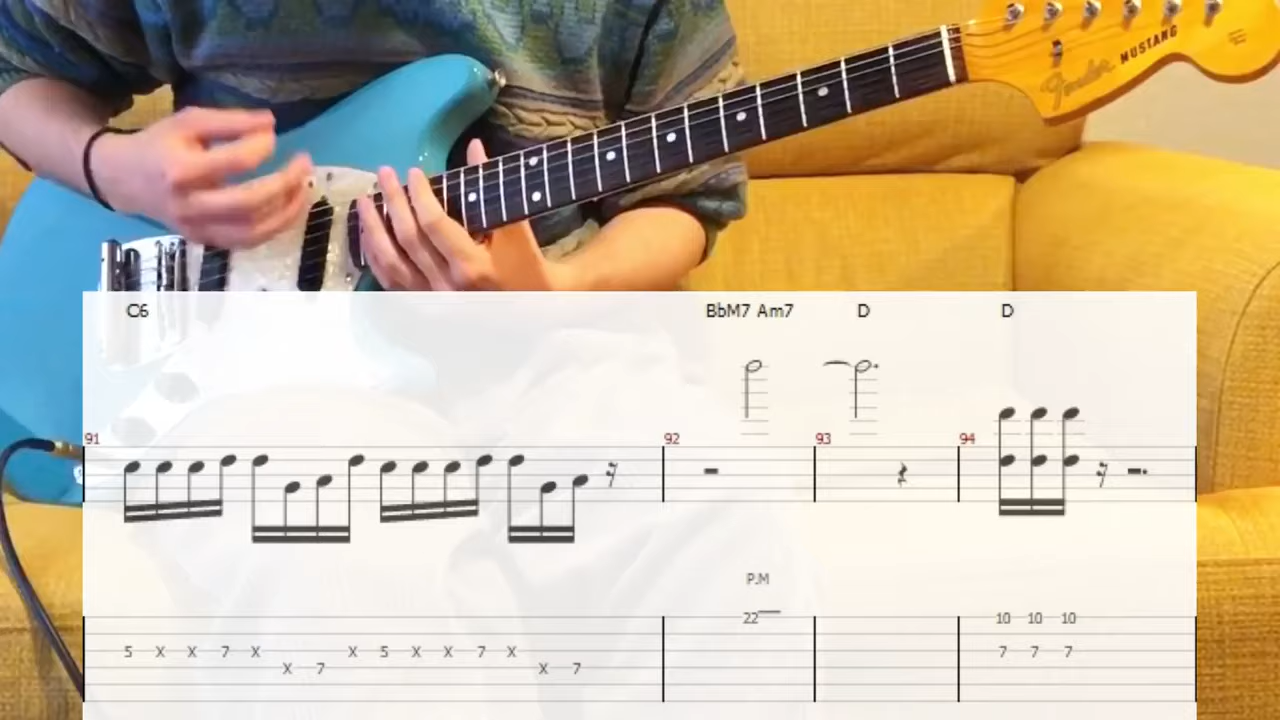 Fender MUSTANG
C6 BbM7 Am7 D D
91 92 93 94
P.M
22 10 10 10
5 X X 7 X X 5 X X 7 X 7 7 7
X 7 X 7